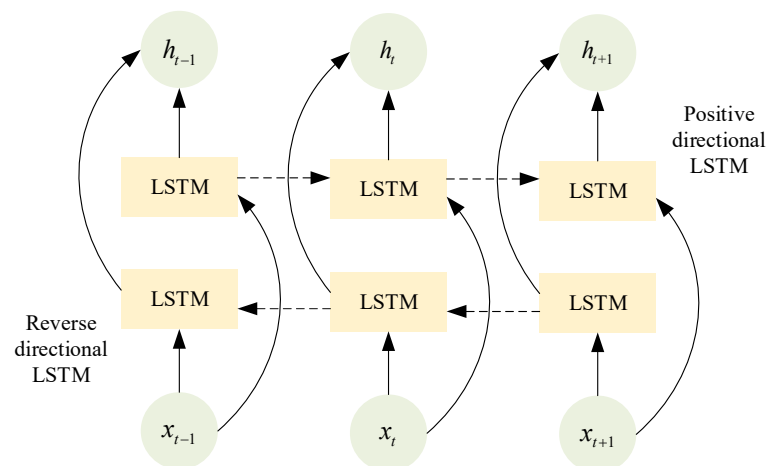 h_{t-1}
h_t
h_{t+1}
Positive
directional
LSTM
LSTM
LSTM
LSTM
LSTM
LSTM
LSTM
Reverse
directional
LSTM
x_{t-1}
x_t
x_{t+1}